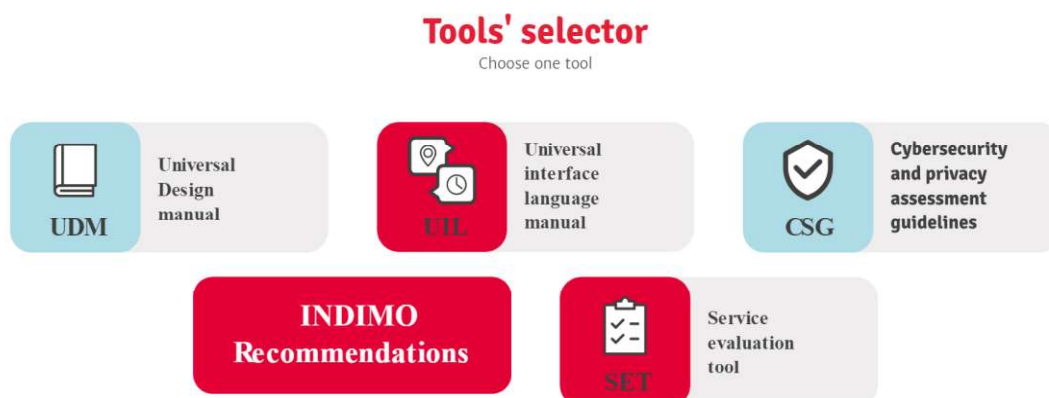 Tools' selector
Choose one tool
UDM
Universal
Design
manual
UIL
Universal
interface
language
manual
CSG
Cybersecurity
and privacy
assessment
guidelines
INDIMO
Recommendations
SET
Service
evaluation
tool